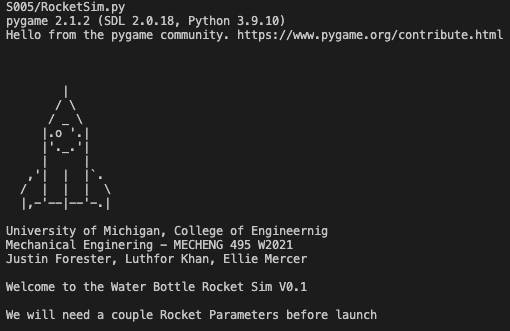 S005/RocketSim.py
pygame 2.1.2 (SDL 2.0.18, Python 3.9.10)
Hello from the pygame community. https://www.pygame.org/contribute.html
University of Michigan, College of Engineernig
Mechanical Enginering – MECHENG 495 W2021
Justin Forester, Luthfor Khan, Ellie Mercer
Welcome to the Water Bottle Rocket Sim V0.1
We will need a couple Rocket Parameters before launch